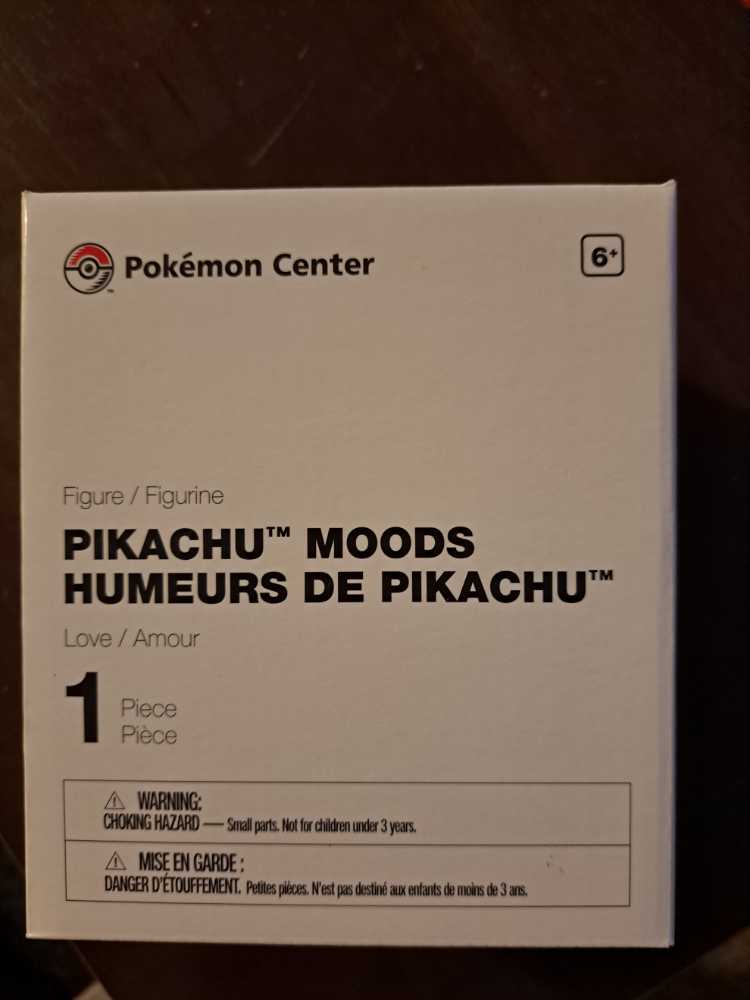 Pokémon Center
6+
Figure / Figurine
PIKACHU™ MOODS
HUMEURS DE PIKACHU™
Love / Amour
1 Piece
Pièce
⚠ WARNING:
CHOKING HAZARD — Small parts. Not for children under 3 years.
⚠ MISE EN GARDE :
DANGER D'ÉTOUFFEMENT. Petites pièces. N'est pas destiné aux enfants de moins de 3 ans.